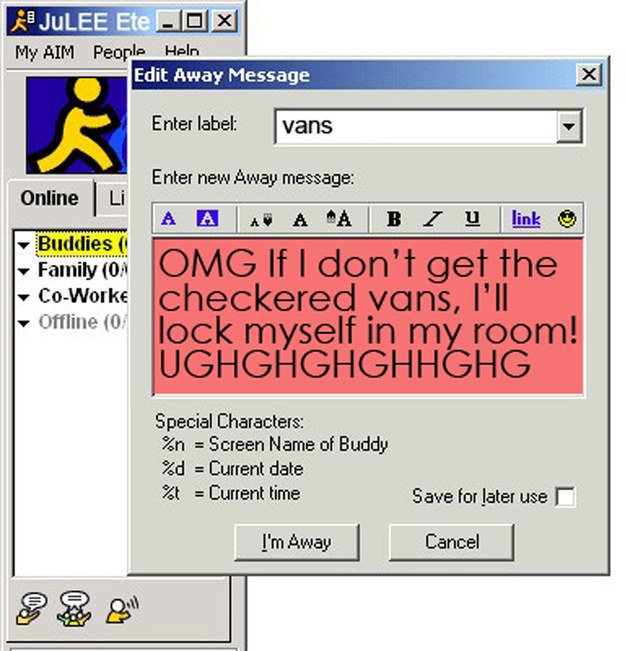 JuLEE Ete
My AIM People Help
Online
Buddies (
Family (0/
Co-Worke
Offline (0/
Edit Away Message
Enter label:
vans
Enter new Away message:
A A A A A B I U link
OMG If I don't get the
checkered vans, I'll
lock myself in my room!
UGHGHGHGHHGHG
Special Characters:
%n = Screen Name of Buddy
%d = Current date
%t = Current time
Save for later use
I'm Away Cancel